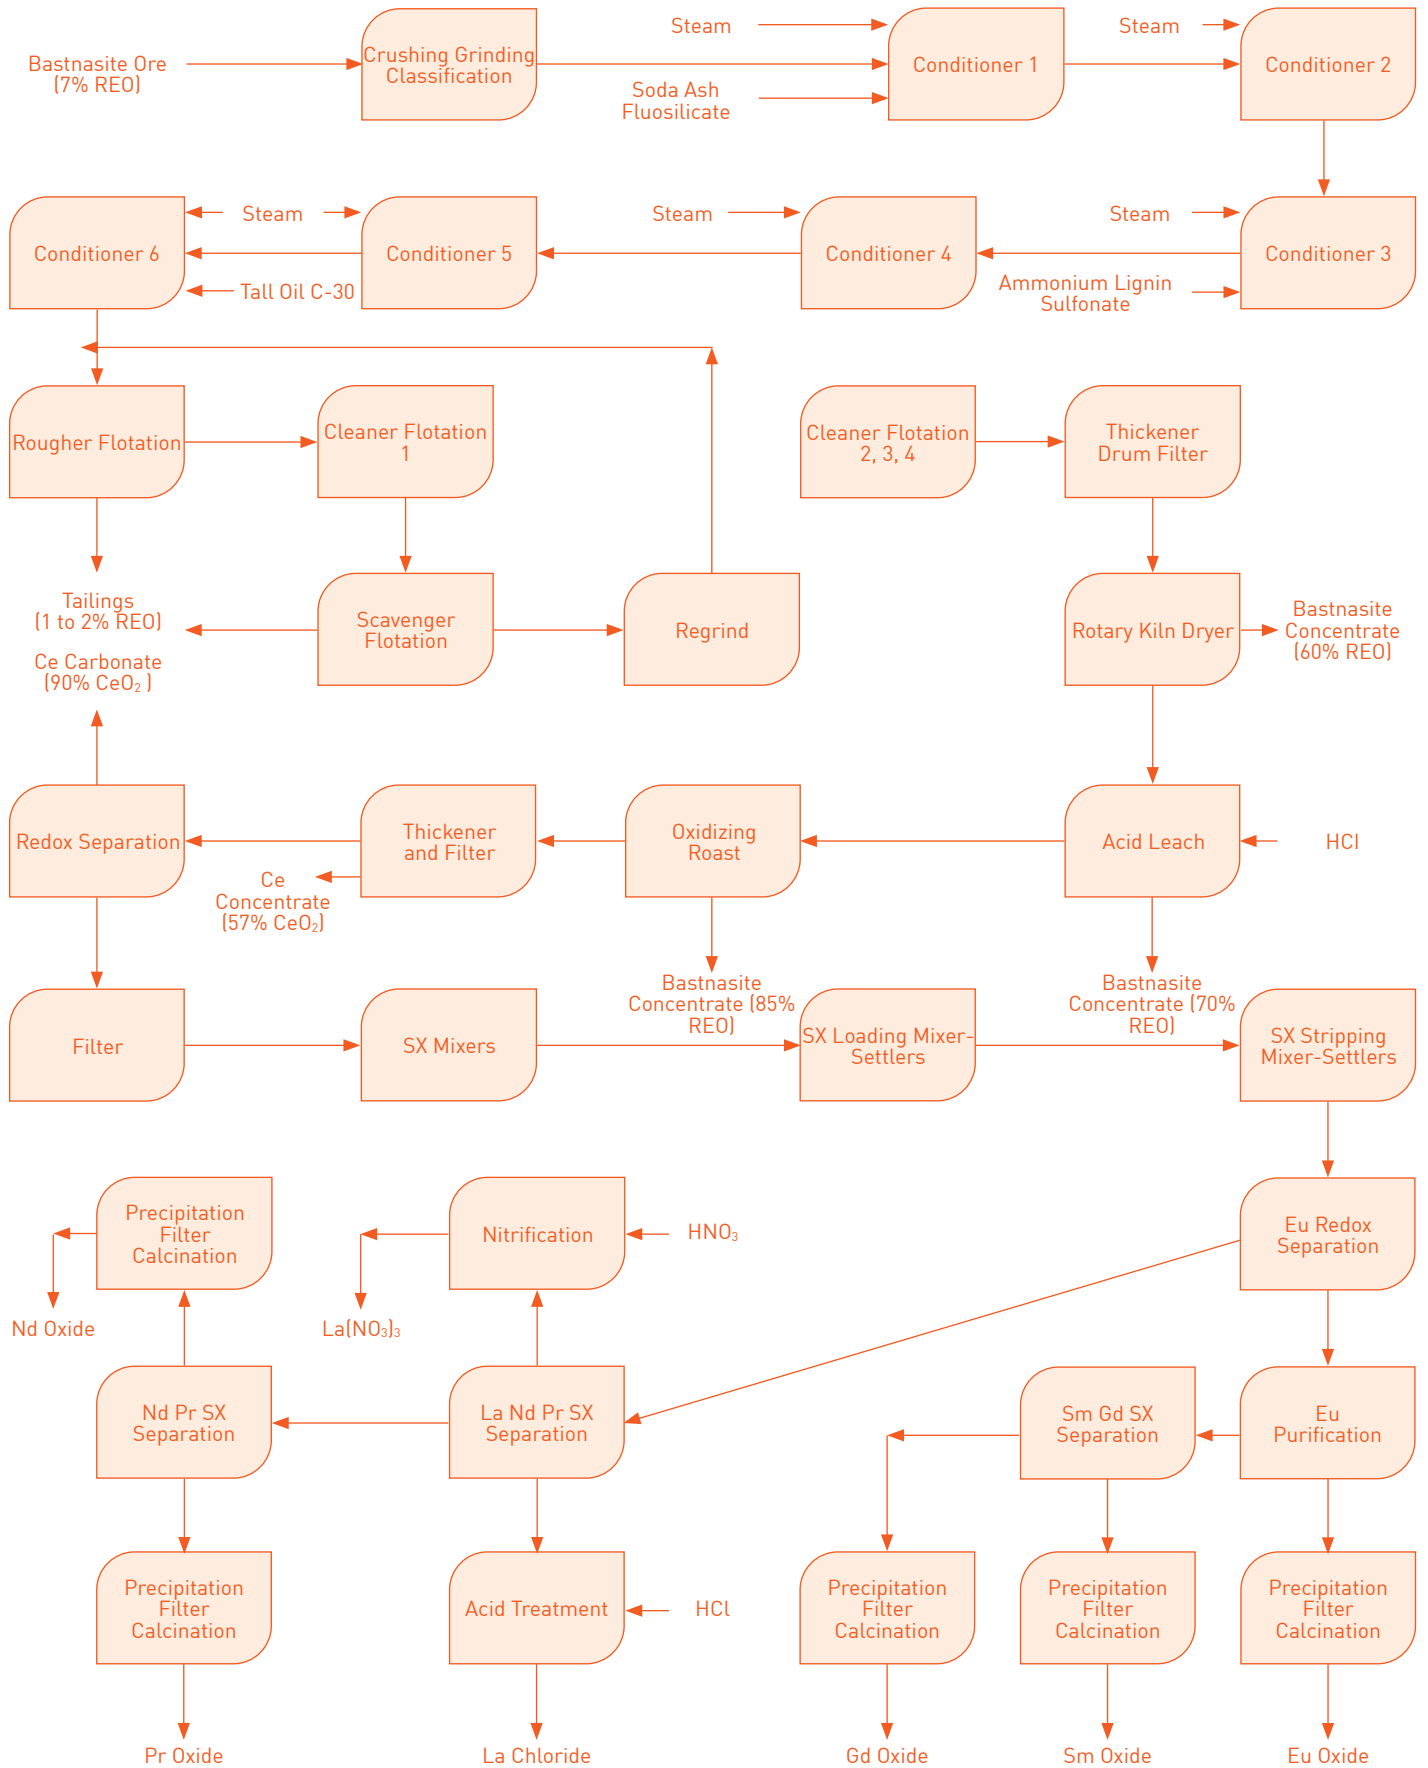 Bastnasite Ore
(7% REO)
Crushing Grinding
Classification
Steam
Soda Ash
Fluosilicate
Conditioner 1
Steam
Conditioner 2
Conditioner 6
Steam
Tall Oil C-30
Conditioner 5
Steam
Conditioner 4
Steam
Ammonium Lignin
Sulfonate
Conditioner 3
Rougher Flotation
Cleaner Flotation
1
Cleaner Flotation
2, 3, 4
Thickener
Drum Filter
Tailings
(1 to 2% REO)
Scavenger
Flotation
Regrind
Rotary Kiln Dryer
Bastnasite
Concentrate
(60% REO)
Ce Carbonate
(90% CeO₂ )
Redox Separation
Thickener
and Filter
Ce
Concentrate
(57% CeO₂)
Oxidizing
Roast
Acid Leach
HCl
Bastnasite
Concentrate (85%
REO)
Bastnasite
Concentrate (70%
REO)
Filter
SX Mixers
SX Loading Mixer-
Settlers
SX Stripping
Mixer-Settlers
Precipitation
Filter
Calcination
Nitrification
HNO₃
Eu Redox
Separation
Nd Oxide
La(NO₃)₃
Nd Pr SX
Separation
La Nd Pr SX
Separation
Sm Gd SX
Separation
Eu
Purification
Precipitation
Filter
Calcination
Acid Treatment
HCl
Precipitation
Filter
Calcination
Precipitation
Filter
Calcination
Precipitation
Filter
Calcination
Pr Oxide
La Chloride
Gd Oxide
Sm Oxide
Eu Oxide